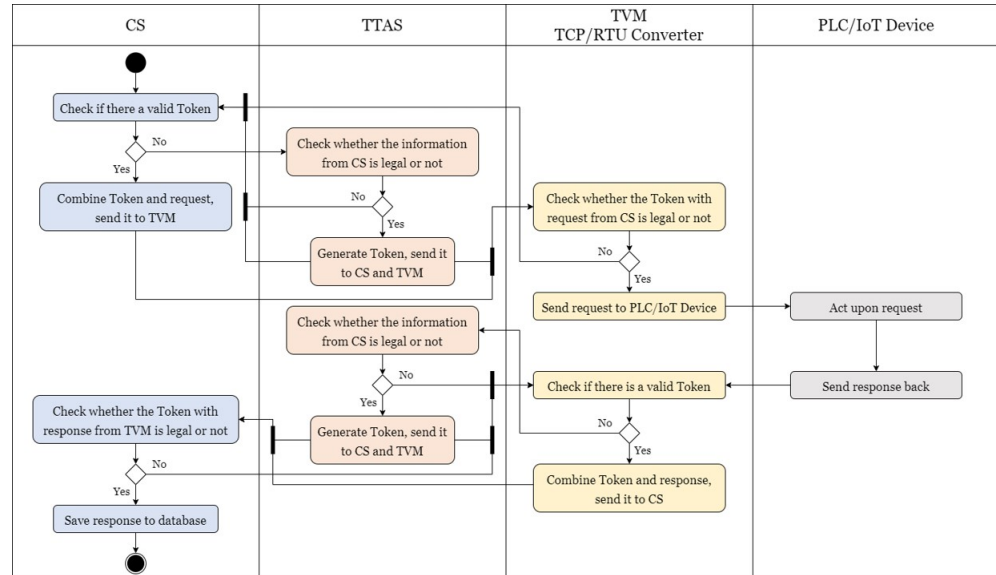 CS
TTAS
TVM
TCP/RTU Converter
PLC/IoT Device
Check if there a valid Token
No
Yes
Combine Token and request,
send it to TVM
Check whether the information
from CS is legal or not
No
Yes
Generate Token, send it
to CS and TVM
Check whether the Token with
request from CS is legal or not
No
Yes
Send request to PLC/IoT Device
Act upon request
Send response back
Check if there is a valid Token
No
Yes
Check whether the information
from CS is legal or not
No
Yes
Generate Token, send it
to CS and TVM
Combine Token and response,
send it to CS
Check whether the Token with
response from TVM is legal or not
No
Yes
Save response to database